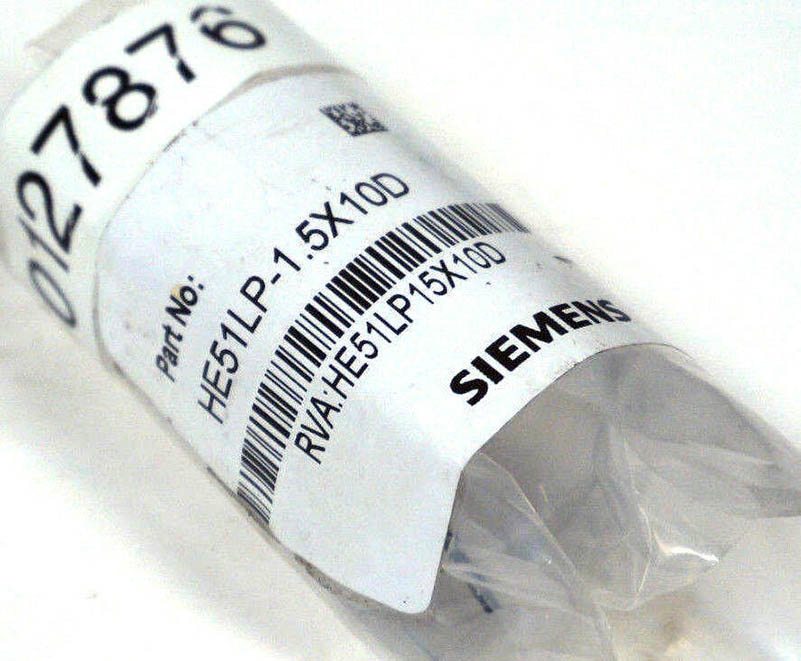 0127876
Part No:
HE51LP-1.5X10D
RVA:HE51LP15X10D
SIEMENS